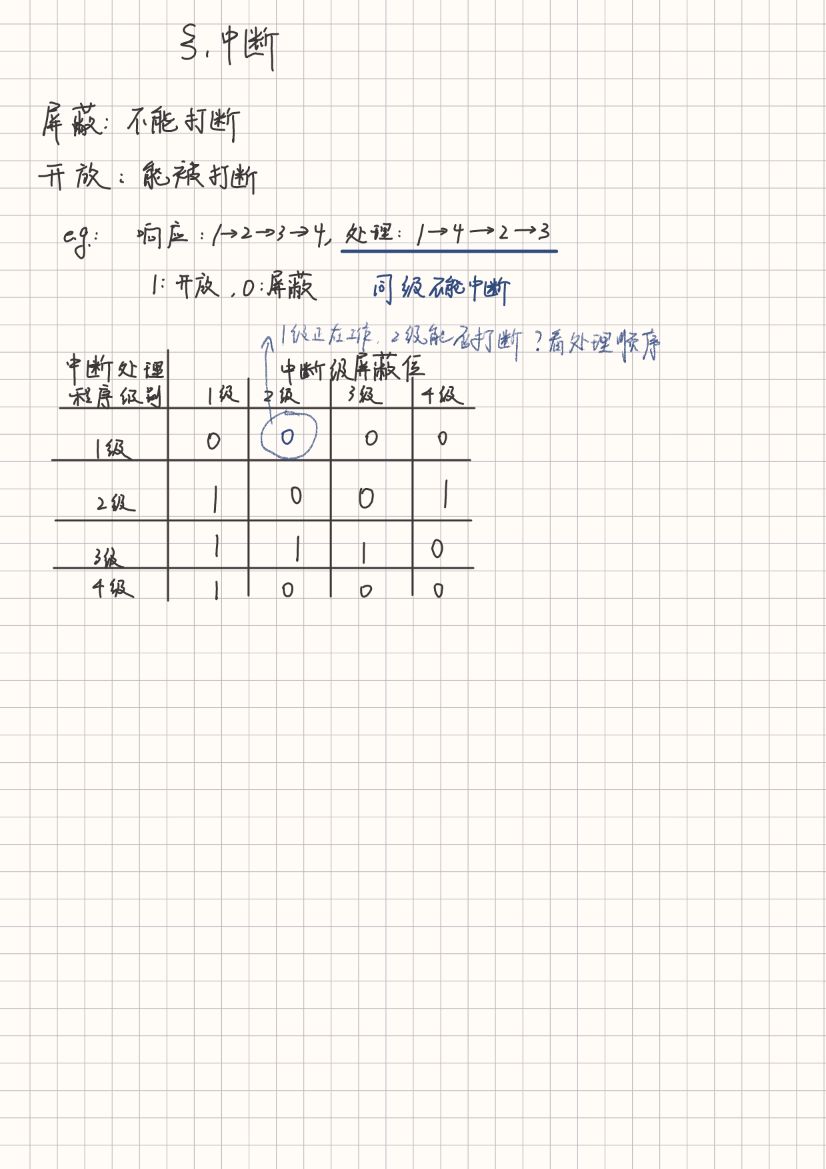 §. 中断
屏蔽: 不能打断
开放: 能被打断
e.g.: 响应: 1→2→3→4, 处理: 1→4→2→3
1: 开放, 0: 屏蔽 同级不能中断
1级正在工作, 2级能否打断? 看处理顺序
中断处理 中断级屏蔽位
程序级别 1级 2级 3级 4级
1级 0 0 0 0
2级 1 0 0 1
3级 1 1 1 0
4级 1 0 0 0